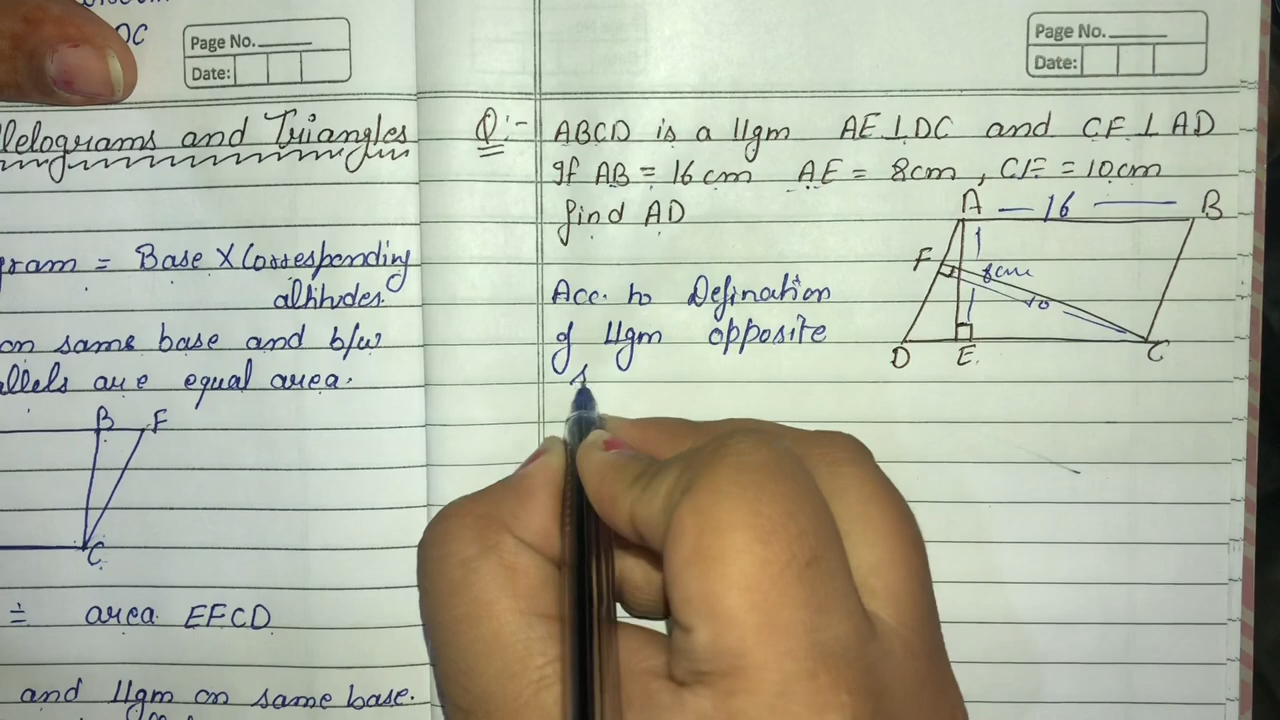 DC
Page No.
Date:
llelograms and Triangles
gram = Base X Corresponding
altitudes.
on same base and b/w
allels are equal area.
B F
C
= area EFCD
and llgm on same base.
Page No.
Date:
Q:- ABCD is a llgm AE⊥DC and CF⊥AD
If AB = 16cm AE = 8cm, CF = 10cm
find AD
A 16 B
F 8cm
10
D E C
Acc. to Defination
of llgm opposite
s